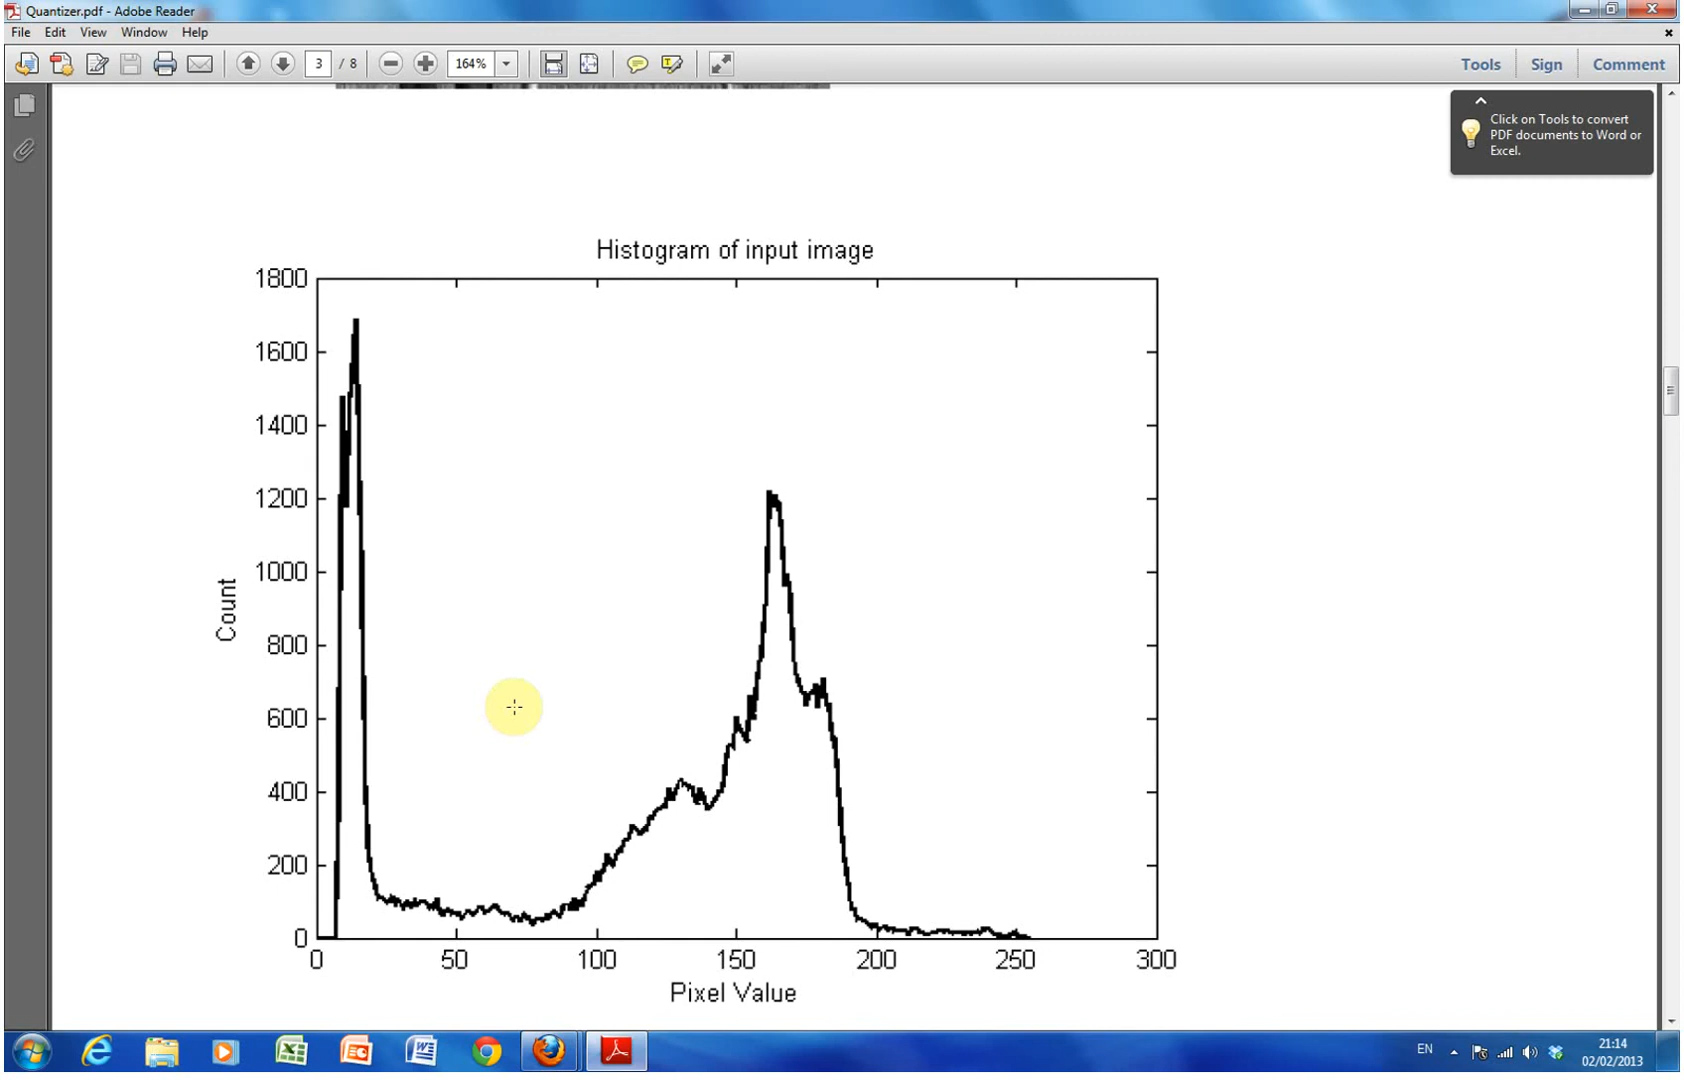 Quantizer.pdf - Adobe Reader
File Edit View Window Help
3 / 8 164% Tools Sign Comment
Click on Tools to convert
PDF documents to Word or
Excel.
Histogram of input image
1800
1600
1400
1200
1000
800
600
400
200
0
Count
0 50 100 150 200 250 300
Pixel Value
EN
21:14
02/02/2013